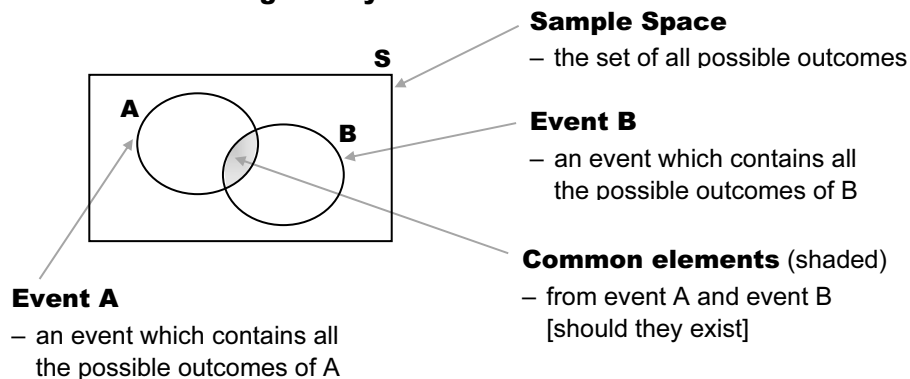 Sample Space
– the set of all possible outcomes
S
A
B
Event B
– an event which contains all
the possible outcomes of B
Common elements (shaded)
– from event A and event B
[should they exist]
Event A
– an event which contains all
the possible outcomes of A